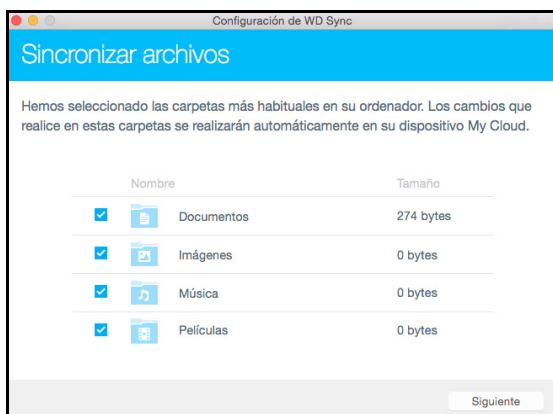 Configuración de WD Sync
Sincronizar archivos
Hemos seleccionado las carpetas más habituales en su ordenador. Los cambios que
realice en estas carpetas se realizarán automáticamente en su dispositivo My Cloud.
Nombre Tamaño
Documentos 274 bytes
Imágenes 0 bytes
Música 0 bytes
Películas 0 bytes
Siguiente